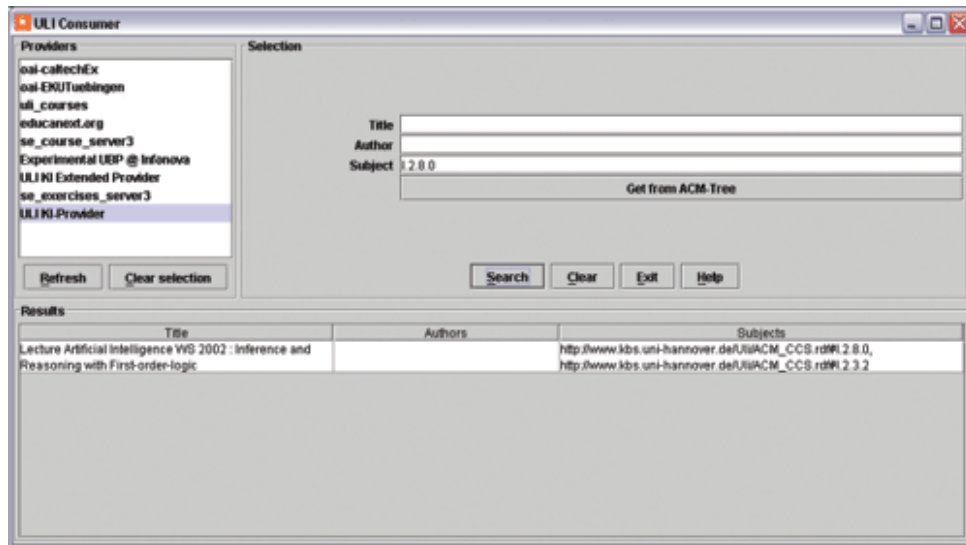 ULI Consumer
Providers
oai-caltechEx
oai-EKUTuebingen
uli_courses
educanext.org
se_course_server3
Experimental UBP @ Infonova
ULI KI Extended Provider
se_exercises_server3
ULI KI-Provider
Refresh
Clear selection
Selection
Title
Author
Subject I.2.8.0
Get from ACM-Tree
Search
Clear
Exit
Help
Results
Title Authors Subjects
Lecture Artificial Intelligence WS 2002 : Inference and http://www.kbs.uni-hannover.de/Uli/ACM_CCS.rdf#I.2.8.0,
Reasoning with First-order-logic http://www.kbs.uni-hannover.de/Uli/ACM_CCS.rdf#I.2.3.2